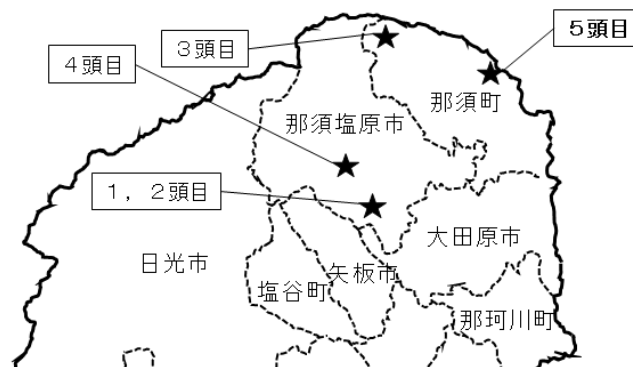 ３頭目
５頭目
４頭目
那須町
那須塩原市
１，２頭目
大田原市
日光市
矢板市
塩谷町
那珂川町